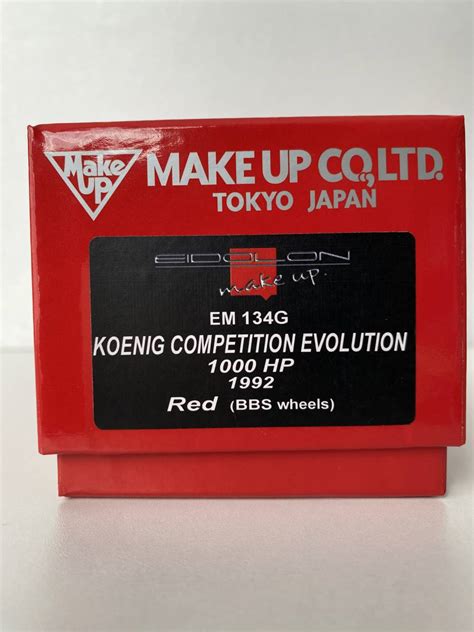 Make Up
MAKE UP CO,.LTD.
TOKYO JAPAN
EIDOLON
make up.
EM 134G
KOENIG COMPETITION EVOLUTION
1000 HP
1992
Red (BBS wheels)